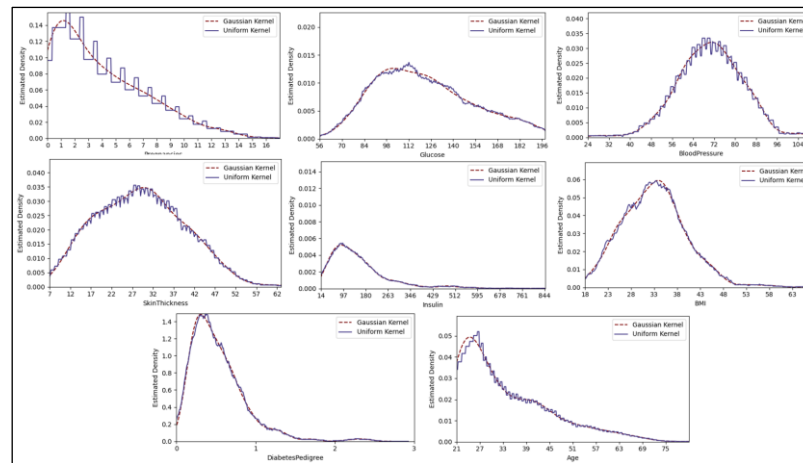 Estimated Density
0.16
0.14
0.12
0.10
0.08
0.06
0.04
0.02
0.00
0 1 2 3 4 5 6 7 8 9 10 11 12 13 14 15 16
Gaussian Kernel
Uniform Kernel
Estimated Density
0.020
0.015
0.010
0.005
0.000
56 70 84 98 112 126 140 154 168 182 196
Glucose
Gaussian Kernel
Uniform Kernel
Estimated Density
0.040
0.035
0.030
0.025
0.020
0.015
0.010
0.005
0.000
24 32 40 48 56 64 72 80 88 96 104
BloodPressure
Gaussian Kernel
Uniform Kernel
Estimated Density
0.040
0.035
0.030
0.025
0.020
0.015
0.010
0.005
0.000
7 12 17 22 27 32 37 42 47 52 57 62
SkinThickness
Gaussian Kernel
Uniform Kernel
Estimated Density
0.014
0.012
0.010
0.008
0.006
0.004
0.002
0.000
14 97 180 263 346 429 512 595 678 761 844
Insulin
Gaussian Kernel
Uniform Kernel
Estimated Density
0.06
0.04
0.02
0.00
18 23 28 33 38 43 48 53 58 63
BMI
Gaussian Kernel
Uniform Kernel
Estimated Density
1.4
1.2
1.0
0.8
0.6
0.4
0.2
0.0
0 1 2 3
DiabetesPedigree
Gaussian Kernel
Uniform Kernel
Estimated Density
0.05
0.04
0.03
0.02
0.01
0.00
21 27 33 39 45 51 57 63 69 75
Age
Gaussian Kernel
Uniform Kernel